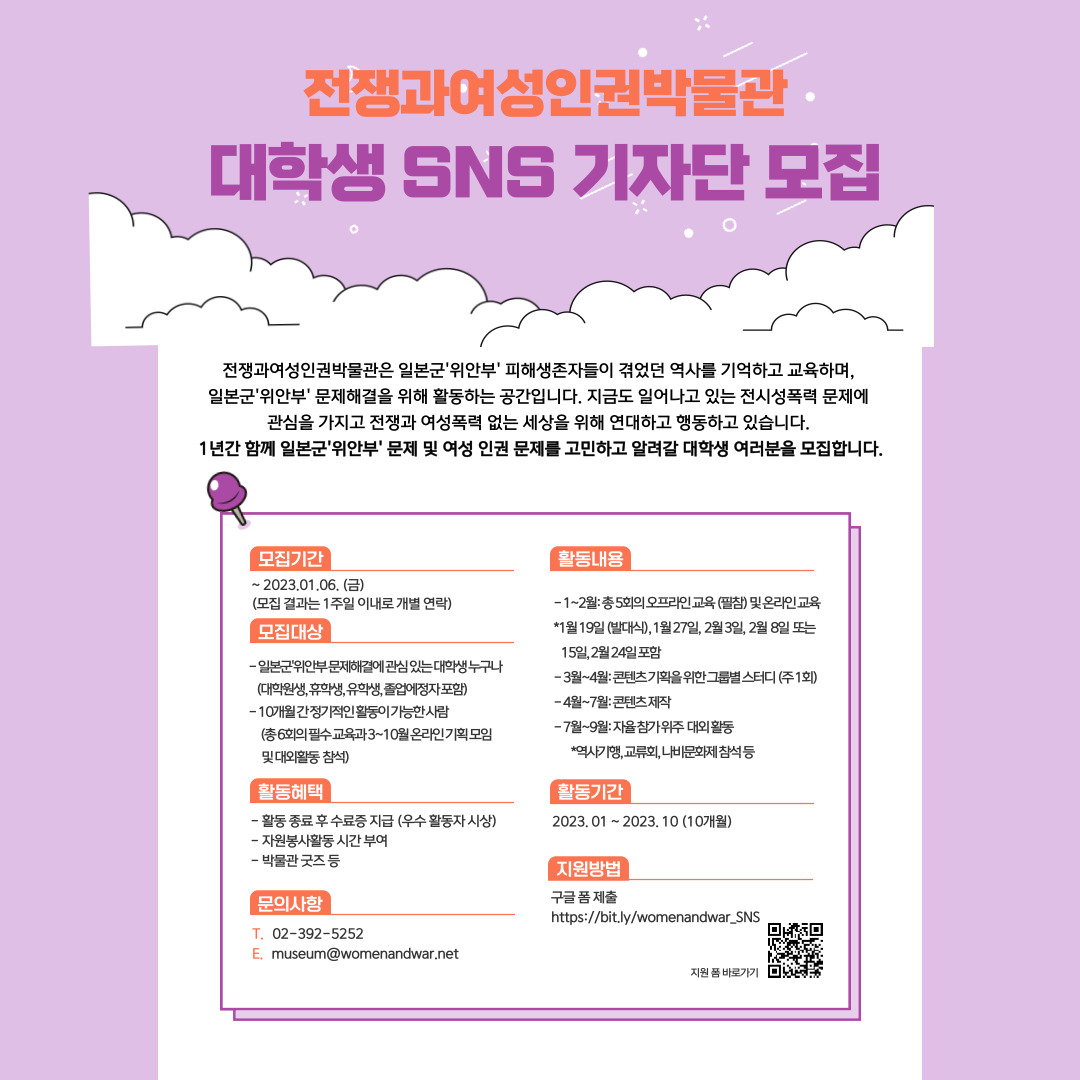 전쟁과여성인권박물관
대학생 SNS 기자단 모집
전쟁과여성인권박물관은 일본군'위안부' 피해생존자들이 겪었던 역사를 기억하고 교육하며,
일본군'위안부' 문제해결을 위해 활동하는 공간입니다. 지금도 일어나고 있는 전시성폭력 문제에
관심을 가지고 전쟁과 여성폭력 없는 세상을 위해 연대하고 행동하고 있습니다.
1년간 함께 일본군'위안부' 문제 및 여성 인권 문제를 고민하고 알려갈 대학생 여러분을 모집합니다.
모집기간
~ 2023.01.06. (금)
(모집 결과는 1주일 이내로 개별 연락)
모집대상
- 일본군'위안부 문제해결에 관심 있는 대학생 누구나
(대학원생, 휴학생, 유학생, 졸업예정자 포함)
- 10개월 간 정기적인 활동이 가능한 사람
(총 6회의 필수 교육과 3~10월 온라인 기획 모임
및 대외활동 참석)
활동혜택
- 활동 종료 후 수료증 지급 (우수 활동자 시상)
- 자원봉사활동 시간 부여
- 박물관 굿즈 등
문의사항
T. 02-392-5252
E. museum@womenandwar.net
활동내용
- 1~2월: 총 5회의 오프라인 교육 (필참) 및 온라인 교육
*1월 19일 (발대식), 1월 27일, 2월 3일, 2월 8일 또는
15일, 2월 24일 포함
- 3월~4월: 콘텐츠 기획을 위한 그룹별 스터디 (주 1회)
- 4월~7월: 콘텐츠 제작
- 7월~9월: 자율 참가 위주 대외 활동
*역사기행, 교류회, 나비문화제 참석 등
활동기간
2023. 01 ~ 2023. 10 (10개월)
지원방법
구글 폼 제출
https://bit.ly/womenandwar_SNS
지원 폼 바로가기